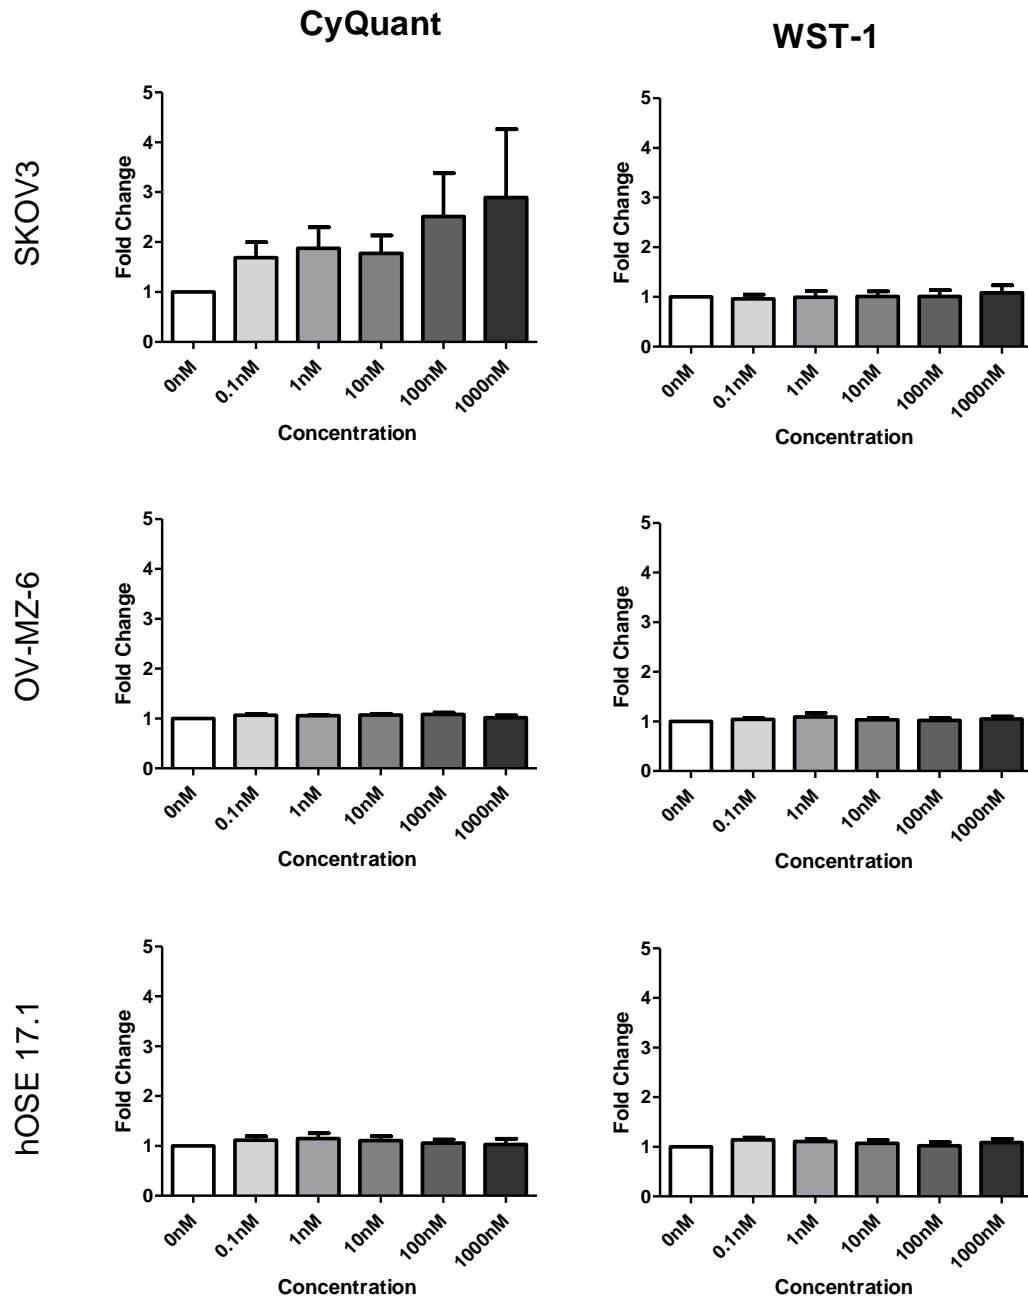 CyQuant
WST-1
SKOV3
Fold Change
5
4
3
2
1
0
0nM
0.1nM
1nM
10nM
100nM
1000nM
Concentration
Fold Change
5
4
3
2
1
0
0nM
0.1nM
1nM
10nM
100nM
1000nM
Concentration
OV-MZ-6
Fold Change
5
4
3
2
1
0
0nM
0.1nM
1nM
10nM
100nM
1000nM
Concentration
Fold Change
5
4
3
2
1
0
0nM
0.1nM
1nM
10nM
100nM
1000nM
Concentration
hOSE 17.1
Fold Change
5
4
3
2
1
0
0nM
0.1nM
1nM
10nM
100nM
1000nM
Concentration
Fold Change
5
4
3
2
1
0
0nM
0.1nM
1nM
10nM
100nM
1000nM
Concentration